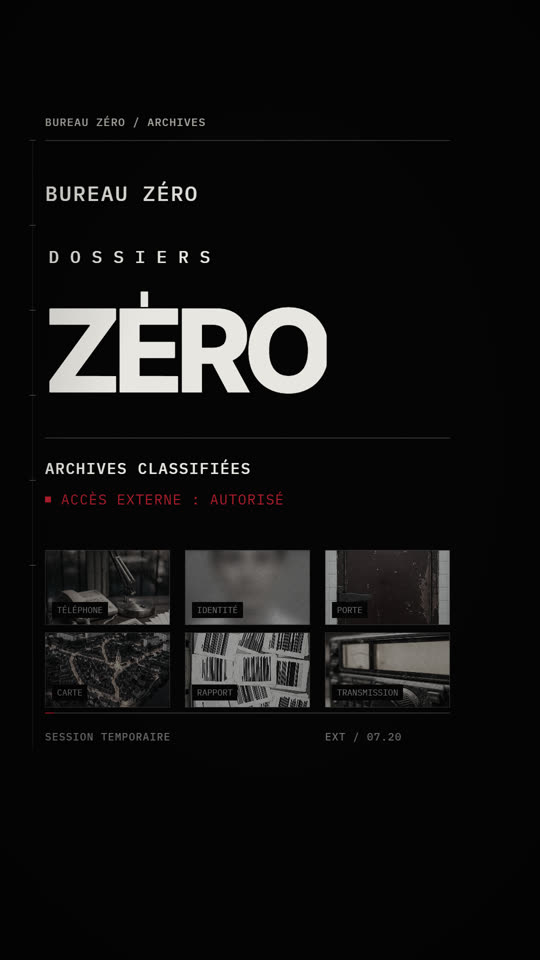 BUREAU ZÉRO / ARCHIVES
BUREAU ZÉRO
DOSSIERS
ZÉRO
ARCHIVES CLASSIFIÉES
ACCÈS EXTERNE : AUTORISÉ
TÉLÉPHONE
IDENTITÉ
PORTE
CARTE
RAPPORT
TRANSMISSION
SESSION TEMPORAIRE
EXT / 07.20